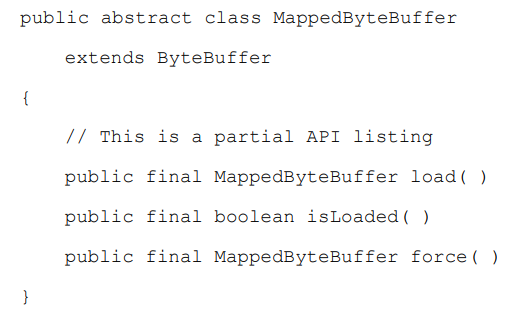 public abstract class MappedByteBuffer
    extends ByteBuffer
{
    // This is a partial API listing
    public final MappedByteBuffer load( )
    public final boolean isLoaded( )
    public final MappedByteBuffer force( )
}